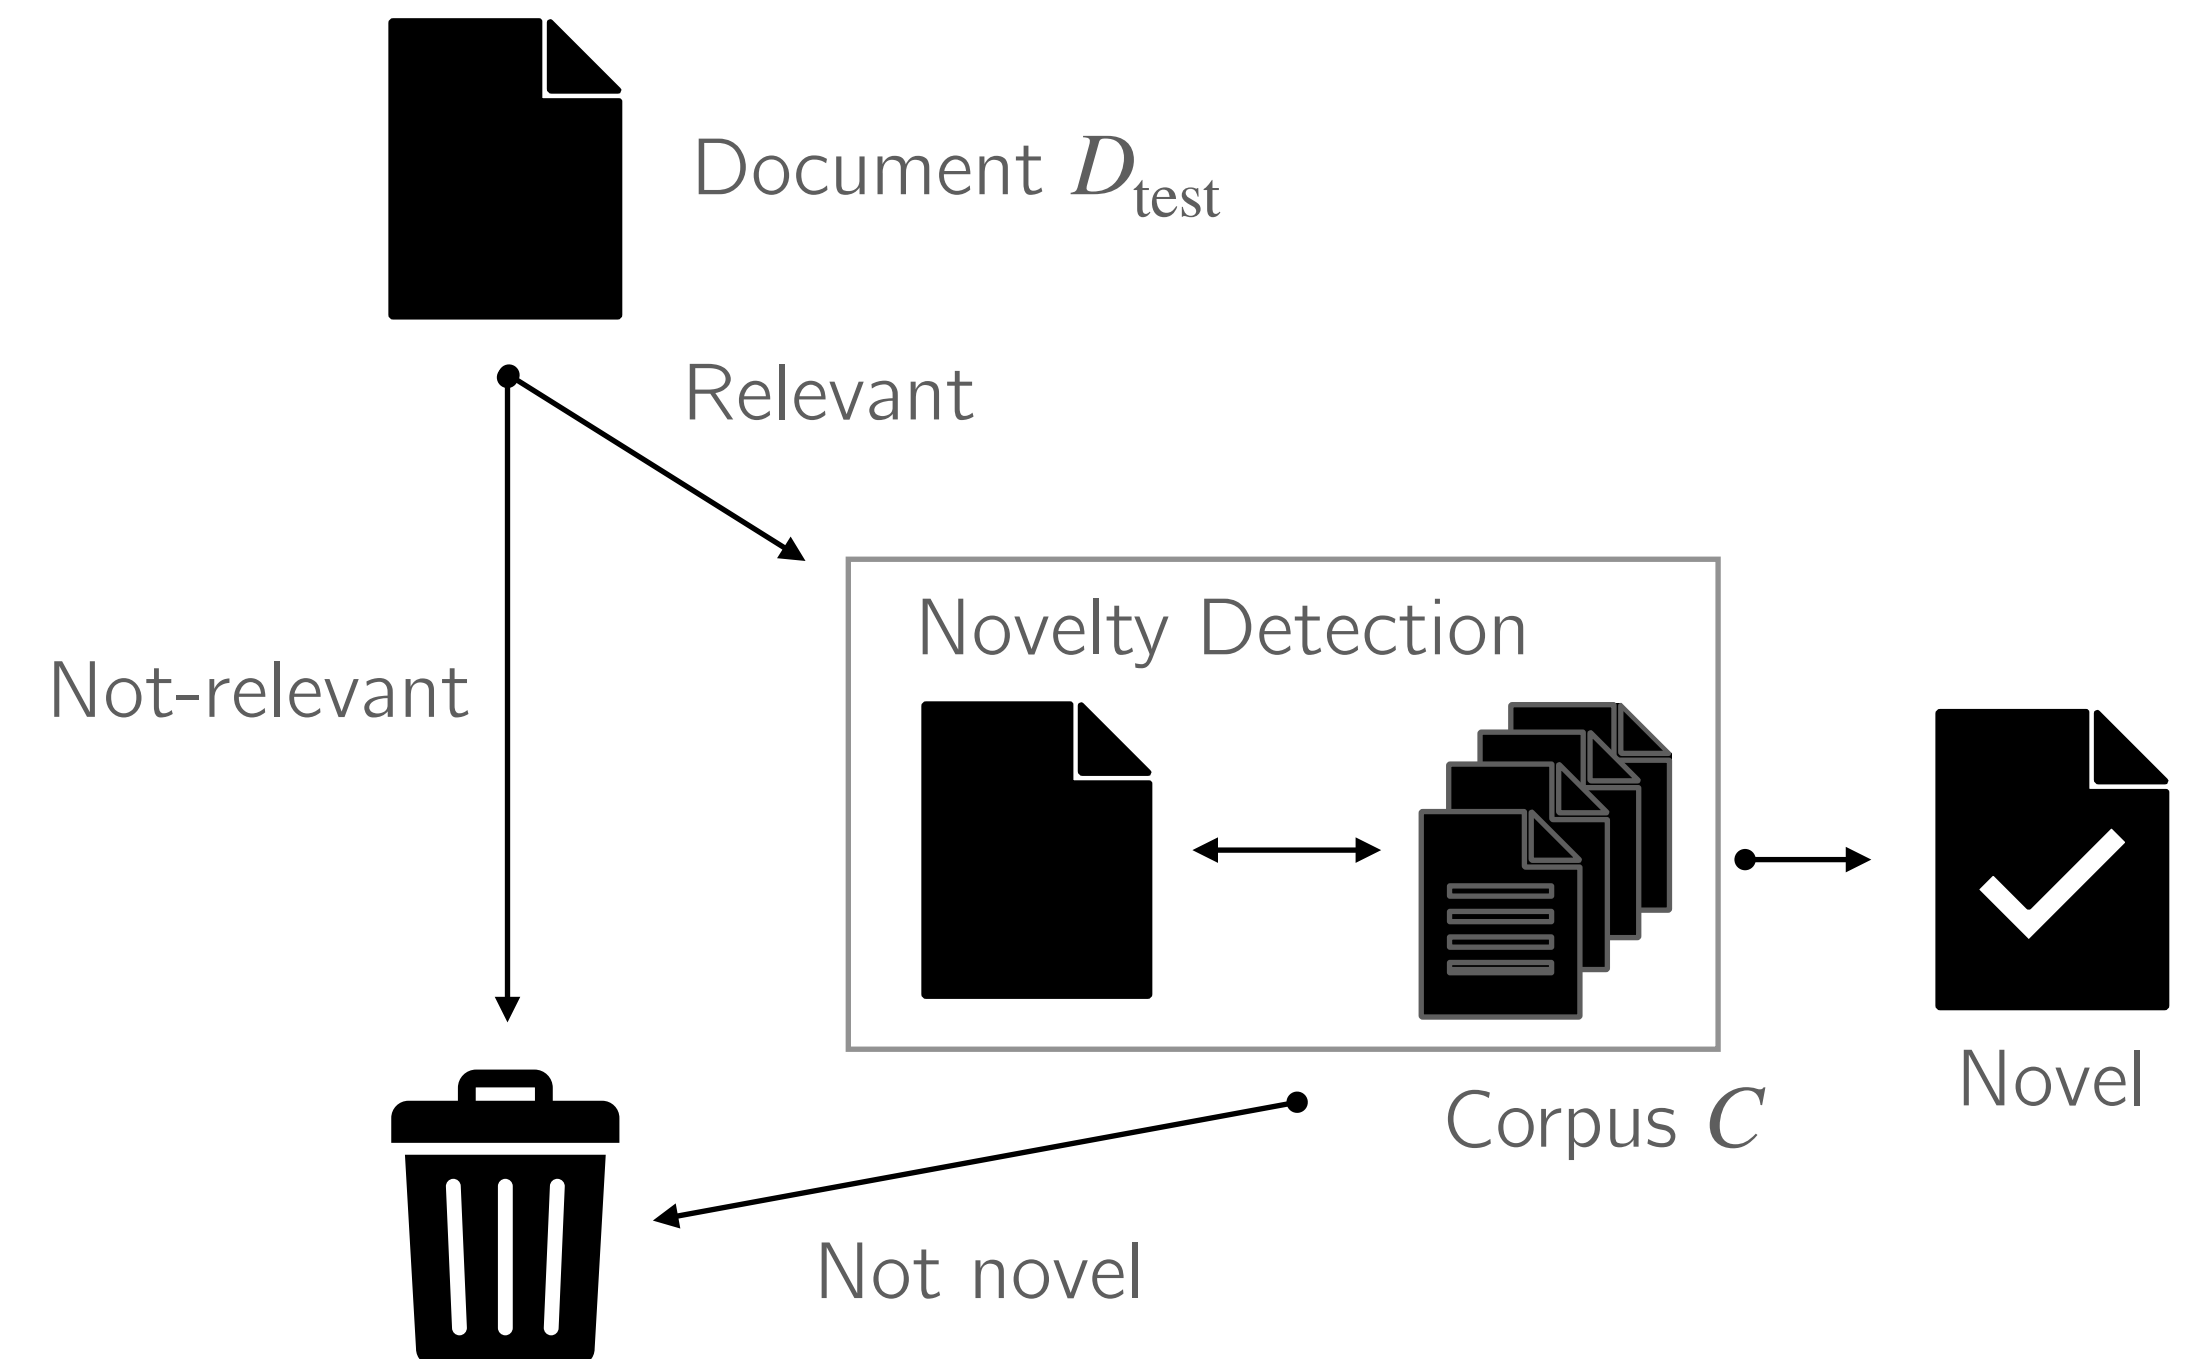 Document D_test
Relevant
Novelty Detection
Not-relevant
Novel
Corpus C
Not novel